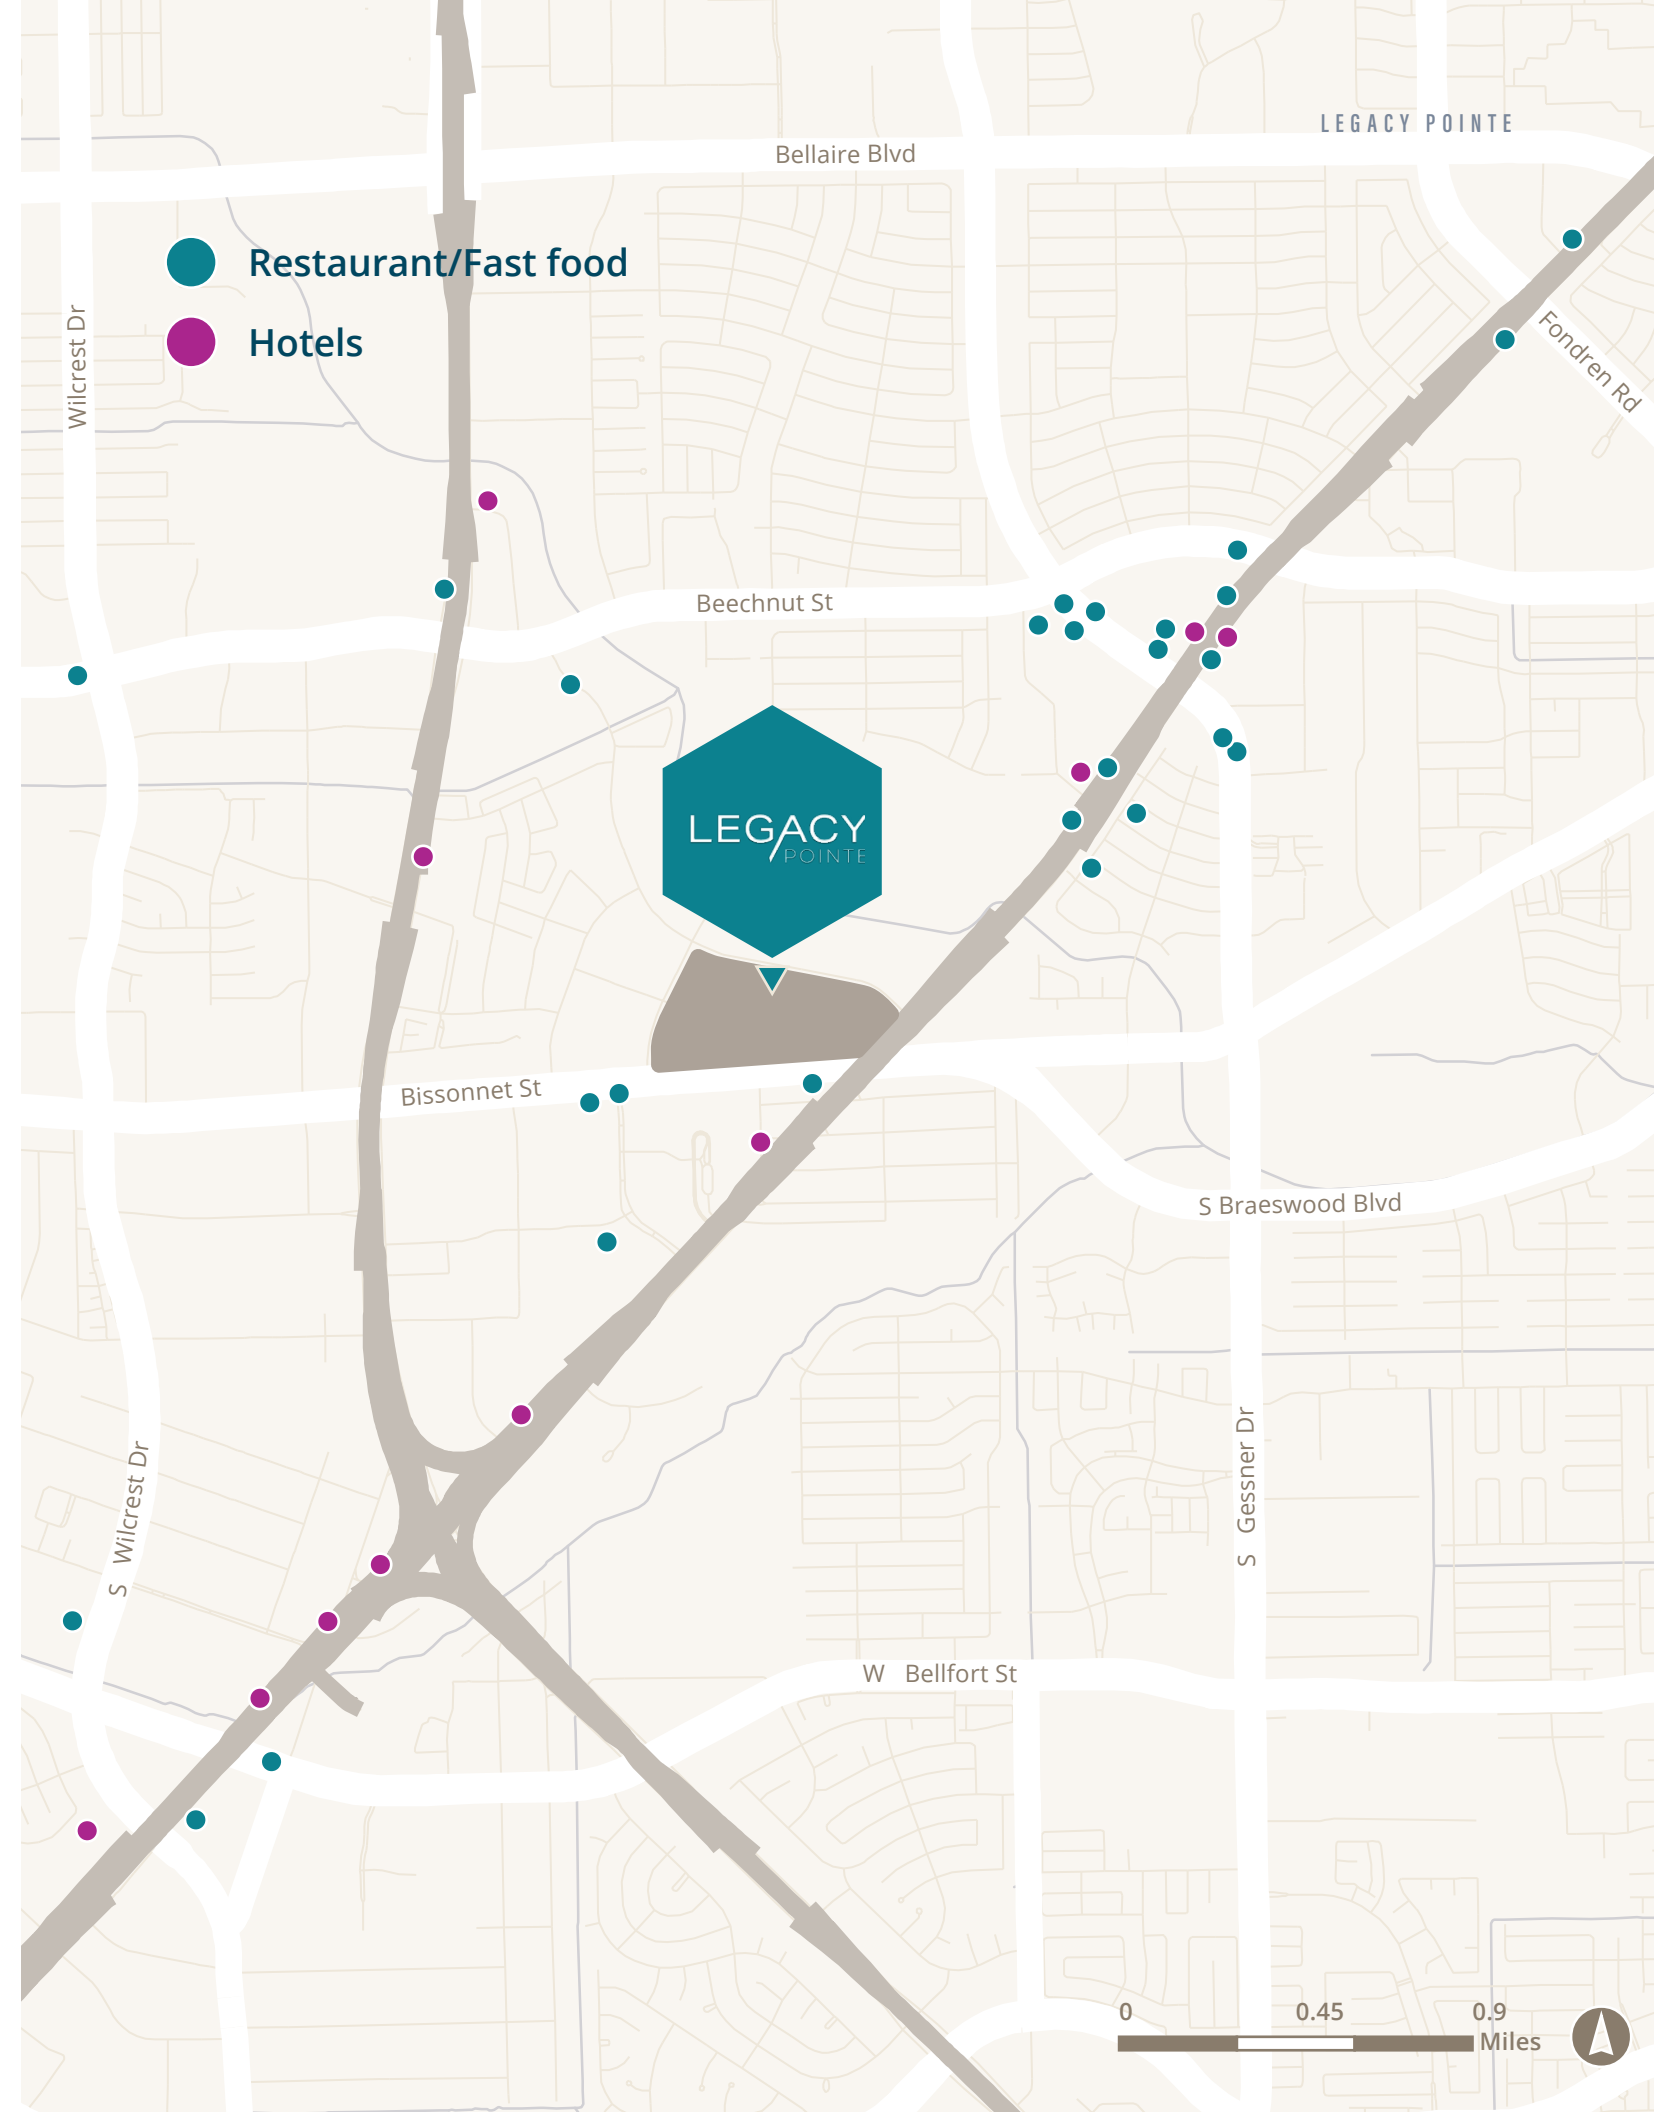 LEGACY POINTE
Bellaire Blvd
Restaurant/Fast food
Hotels
Wilcrest Dr
Fondren Rd
Beechnut St
LEGACY
POINTE
Bissonnet St
S Braeswood Blvd
S Gessner Dr
S Wilcrest Dr
W Bellfort St
0 0.45 0.9
Miles